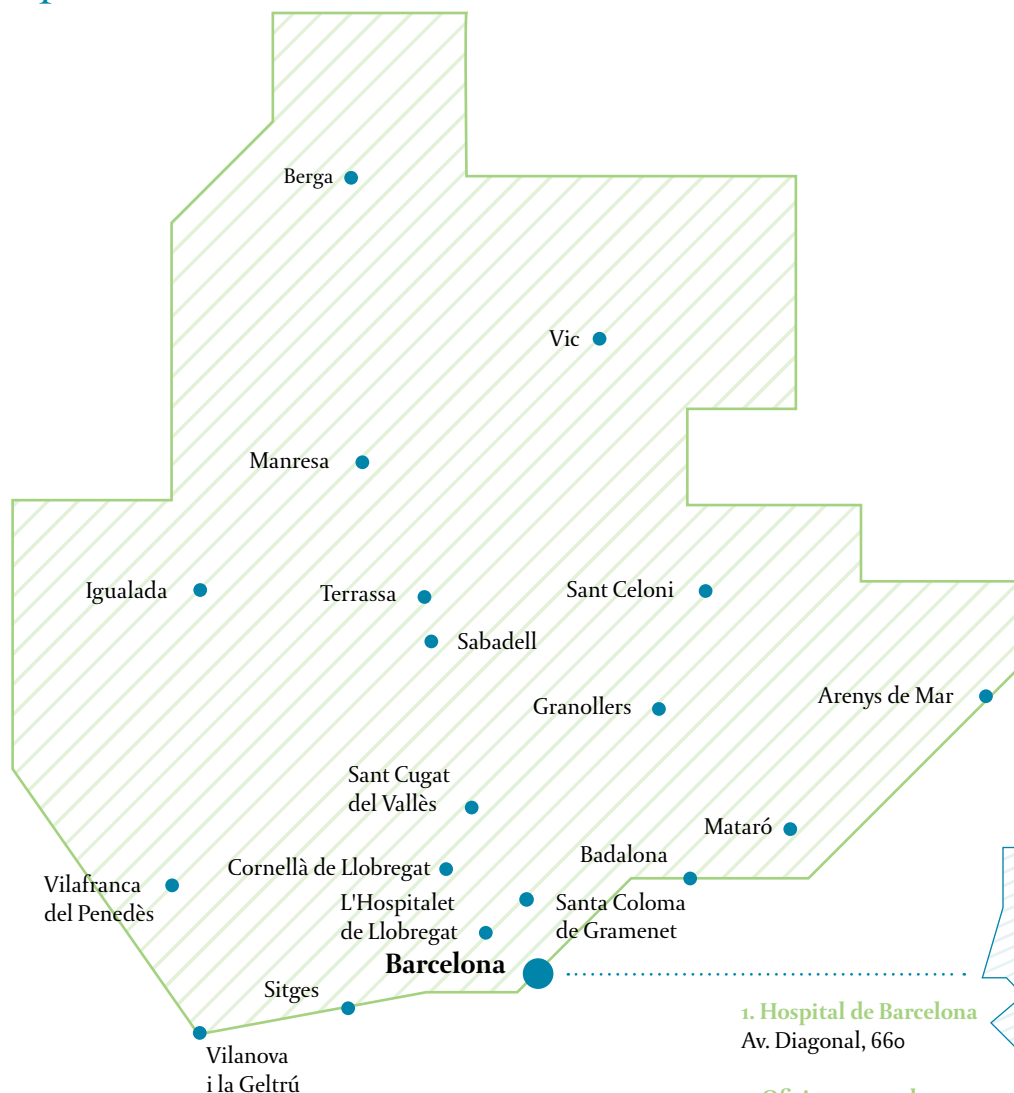 Berga
Vic
Manresa
Igualada
Terrassa
Sant Celoni
Sabadell
Arenys de Mar
Granollers
Sant Cugat
del Vallès
Mataró
Badalona
Cornellà de Llobregat
Vilafranca
del Penedès
L'Hospitalet
de Llobregat
Santa Coloma
de Gramenet
Barcelona
Sitges
1. Hospital de Barcelona
Av. Diagonal, 660
Vilanova
i la Geltrú